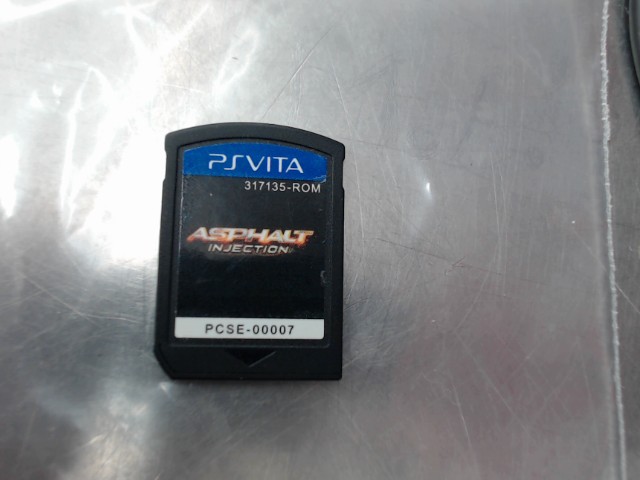 PSVITA
317135-ROM
ASPHALT
INJECTION
PCSE-00007